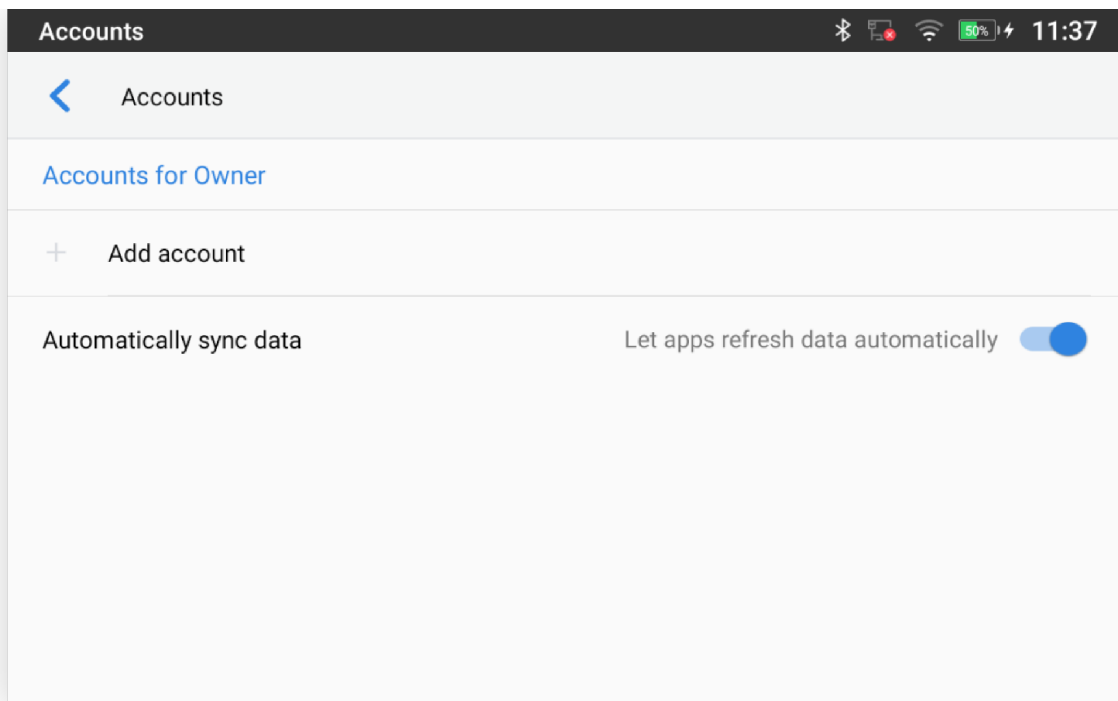 Accounts 50% 11:37
Accounts
Accounts for Owner
+ Add account
Automatically sync data Let apps refresh data automatically